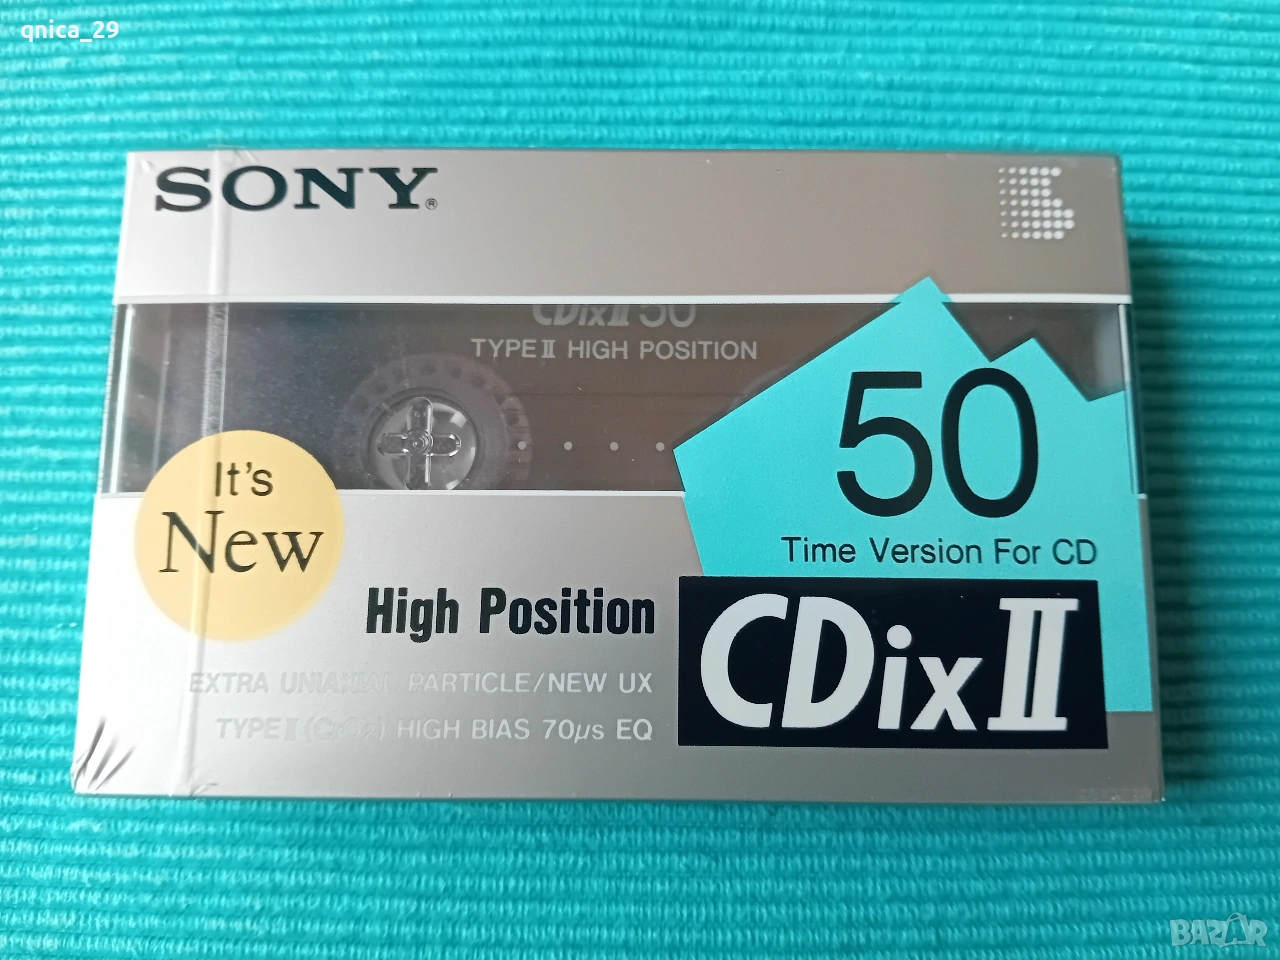 qnica_29
SONY®
CDixII 50
TYPE II HIGH POSITION
50
It's
New
Time Version For CD
High Position
CDixII
EXTRA UNIAXIAL PARTICLE/NEW UX
TYPE II (CrO₂) HIGH BIAS 70μs EQ
BAZAR